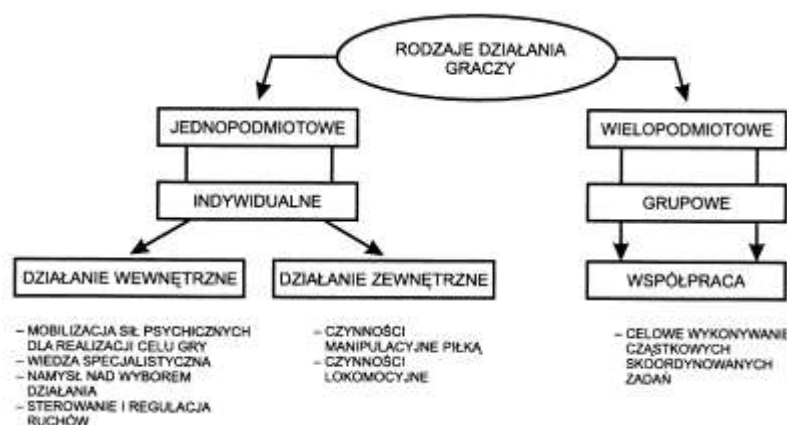 RODZAJE DZIAŁANIA
GRACZY
JEDNOPODMIOTOWE
WIELOPODMIOTOWE
INDYWIDUALNE
GRUPOWE
DZIAŁANIE WEWNĘTRZNE
DZIAŁANIE ZEWNĘTRZNE
WSPÓŁPRACA
– MOBILIZACJA SIŁ PSYCHICZNYCH
DLA REALIZACJI CELU GRY
– WIEDZA SPECJALISTYCZNA
– NAMYSŁ NAD WYBOREM
DZIAŁANIA
– STEROWANIE I REGULACJA
RUCHÓW
– CZYNNOŚCI
MANIPULACYJNE PIŁKĄ
– CZYNNOŚCI
LOKOMOCYJNE
– CELOWE WYKONYWANIE
CZĄSTKOWYCH
SKOORDYNOWANYCH
ZADAŃ